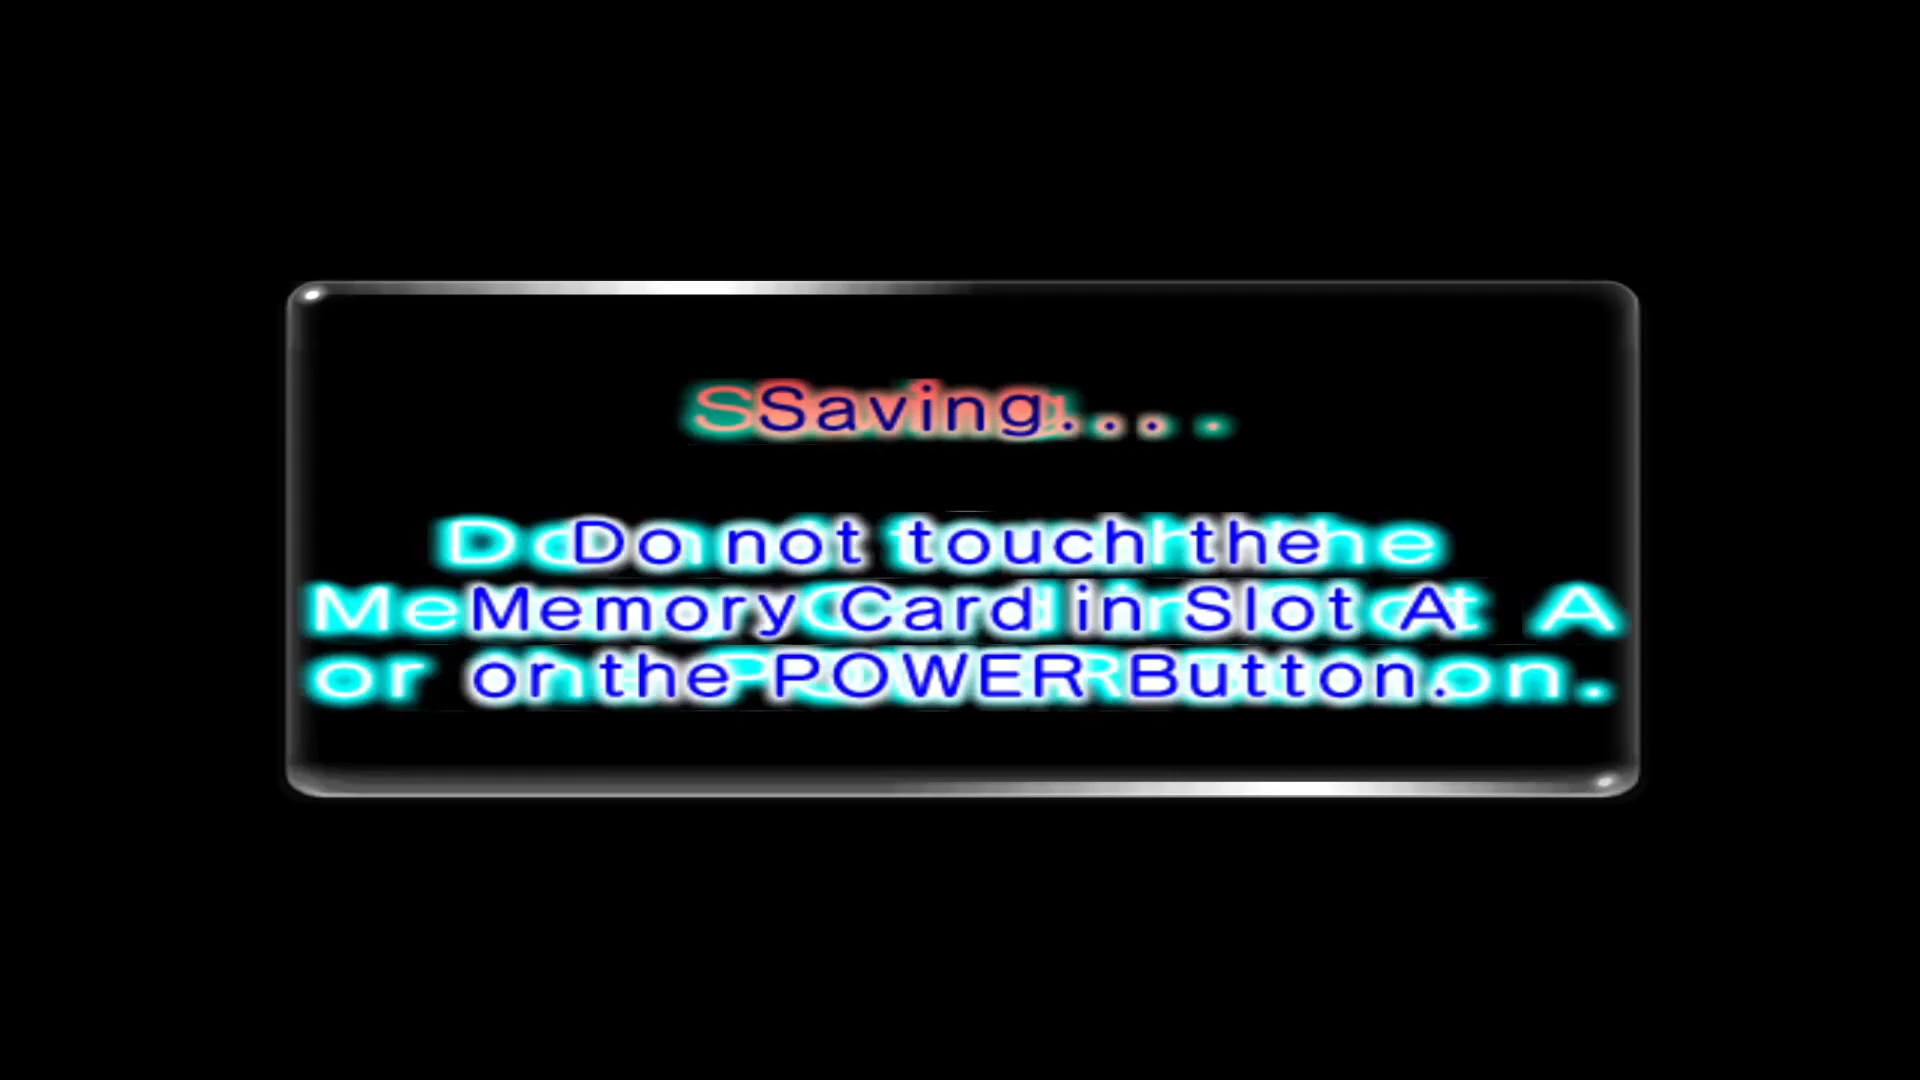 Saving....
Do not touch the
Memory Card in Slot A
or the POWER Button.